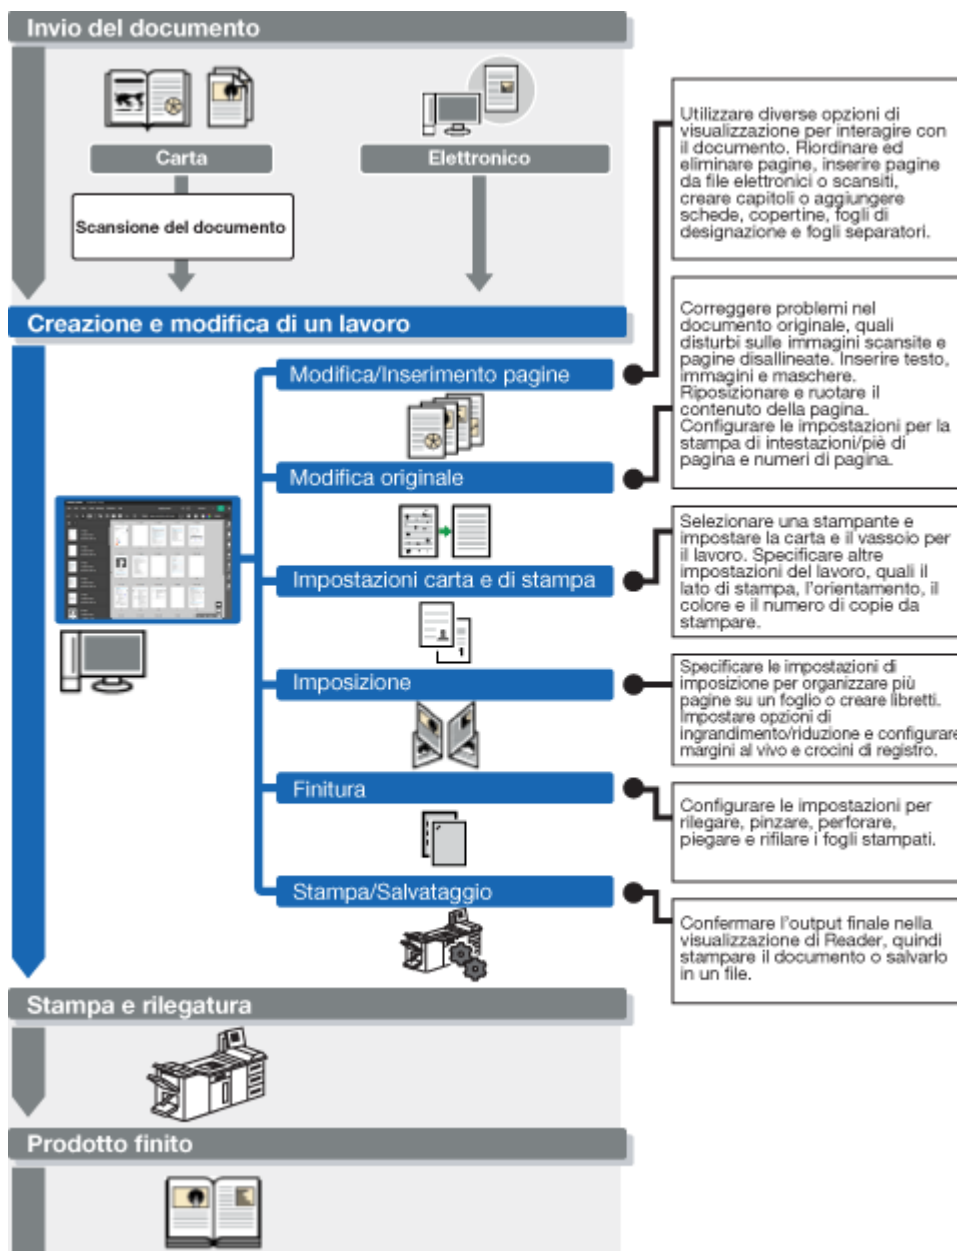 Invio del documento
Carta
Elettronico
Scansione del documento
Creazione e modifica di un lavoro
Modifica/Inserimento pagine
Modifica originale
Impostazioni carta e di stampa
Imposizione
Finitura
Stampa/Salvataggio
Utilizzare diverse opzioni di
visualizzazione per interagire con
il documento. Riordinare ed
eliminare pagine, inserire pagine
da file elettronici o scansiti,
creare capitoli o aggiungere
schede, copertine, fogli di
designazione e fogli separatori.
Correggere problemi nel
documento originale, quali
disturbi sulle immagini scansite e
pagine disallineate. Inserire testo,
immagini e maschere.
Riposizionare e ruotare il
contenuto della pagina.
Configurare le impostazioni per la
stampa di intestazioni/piè di
pagina e numeri di pagina.
Selezionare una stampante e
impostare la carta e il vassoio per
il lavoro. Specificare altre
impostazioni del lavoro, quali il
lato di stampa, l'orientamento, il
colore e il numero di copie da
stampare.
Specificare le impostazioni di
imposizione per organizzare più
pagine su un foglio o creare libretti.
Impostare opzioni di
ingrandimento/riduzione e configurare
margini al vivo e crocini di registro.
Configurare le impostazioni per
rilegare, pinzare, perforare,
piegare e rifilare i fogli stampati.
Confermare l'output finale nella
visualizzazione di Reader, quindi
stampare il documento o salvarlo
in un file.
Stampa e rilegatura
Prodotto finito